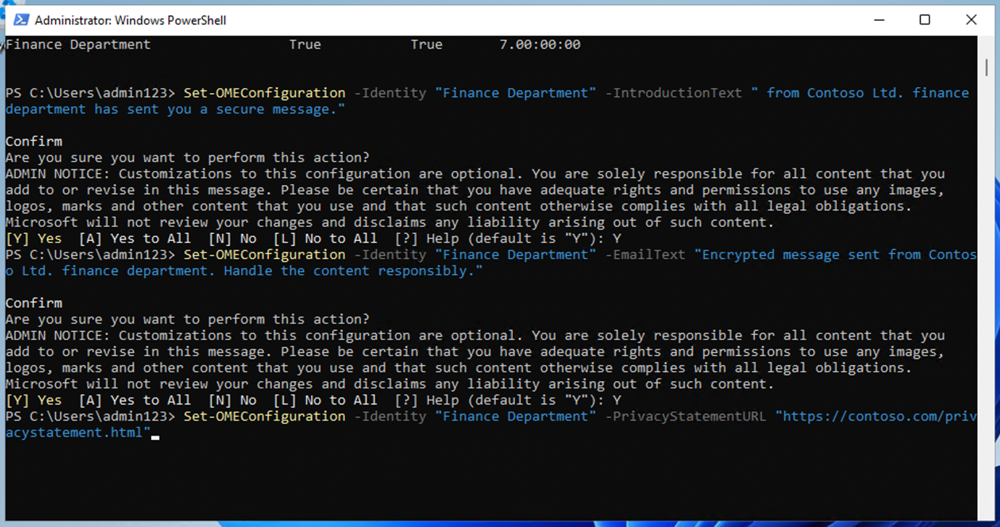 Administrator: Windows PowerShell
Finance Department True True 7.00:00:00
PS C:\Users\admin123> Set-OMEConfiguration -Identity "Finance Department" -IntroductionText " from Contoso Ltd. finance
department has sent you a secure message."
Confirm
Are you sure you want to perform this action?
ADMIN NOTICE: Customizations to this configuration are optional. You are solely responsible for all content that you
add to or revise in this message. Please be certain that you have adequate rights and permissions to use any images,
logos, marks and other content that you use and that such content otherwise complies with all legal obligations.
Microsoft will not review your changes and disclaims any liability arising out of such content.
[Y] Yes [A] Yes to All [N] No [L] No to All [?] Help (default is "Y"): Y
PS C:\Users\admin123> Set-OMEConfiguration -Identity "Finance Department" -EmailText "Encrypted message sent from Contos
o Ltd. finance department. Handle the content responsibly."
Confirm
Are you sure you want to perform this action?
ADMIN NOTICE: Customizations to this configuration are optional. You are solely responsible for all content that you
add to or revise in this message. Please be certain that you have adequate rights and permissions to use any images,
logos, marks and other content that you use and that such content otherwise complies with all legal obligations.
Microsoft will not review your changes and disclaims any liability arising out of such content.
[Y] Yes [A] Yes to All [N] No [L] No to All [?] Help (default is "Y"): Y
PS C:\Users\admin123> Set-OMEConfiguration -Identity "Finance Department" -PrivacyStatementURL "https://contoso.com/priv
acystatement.html"